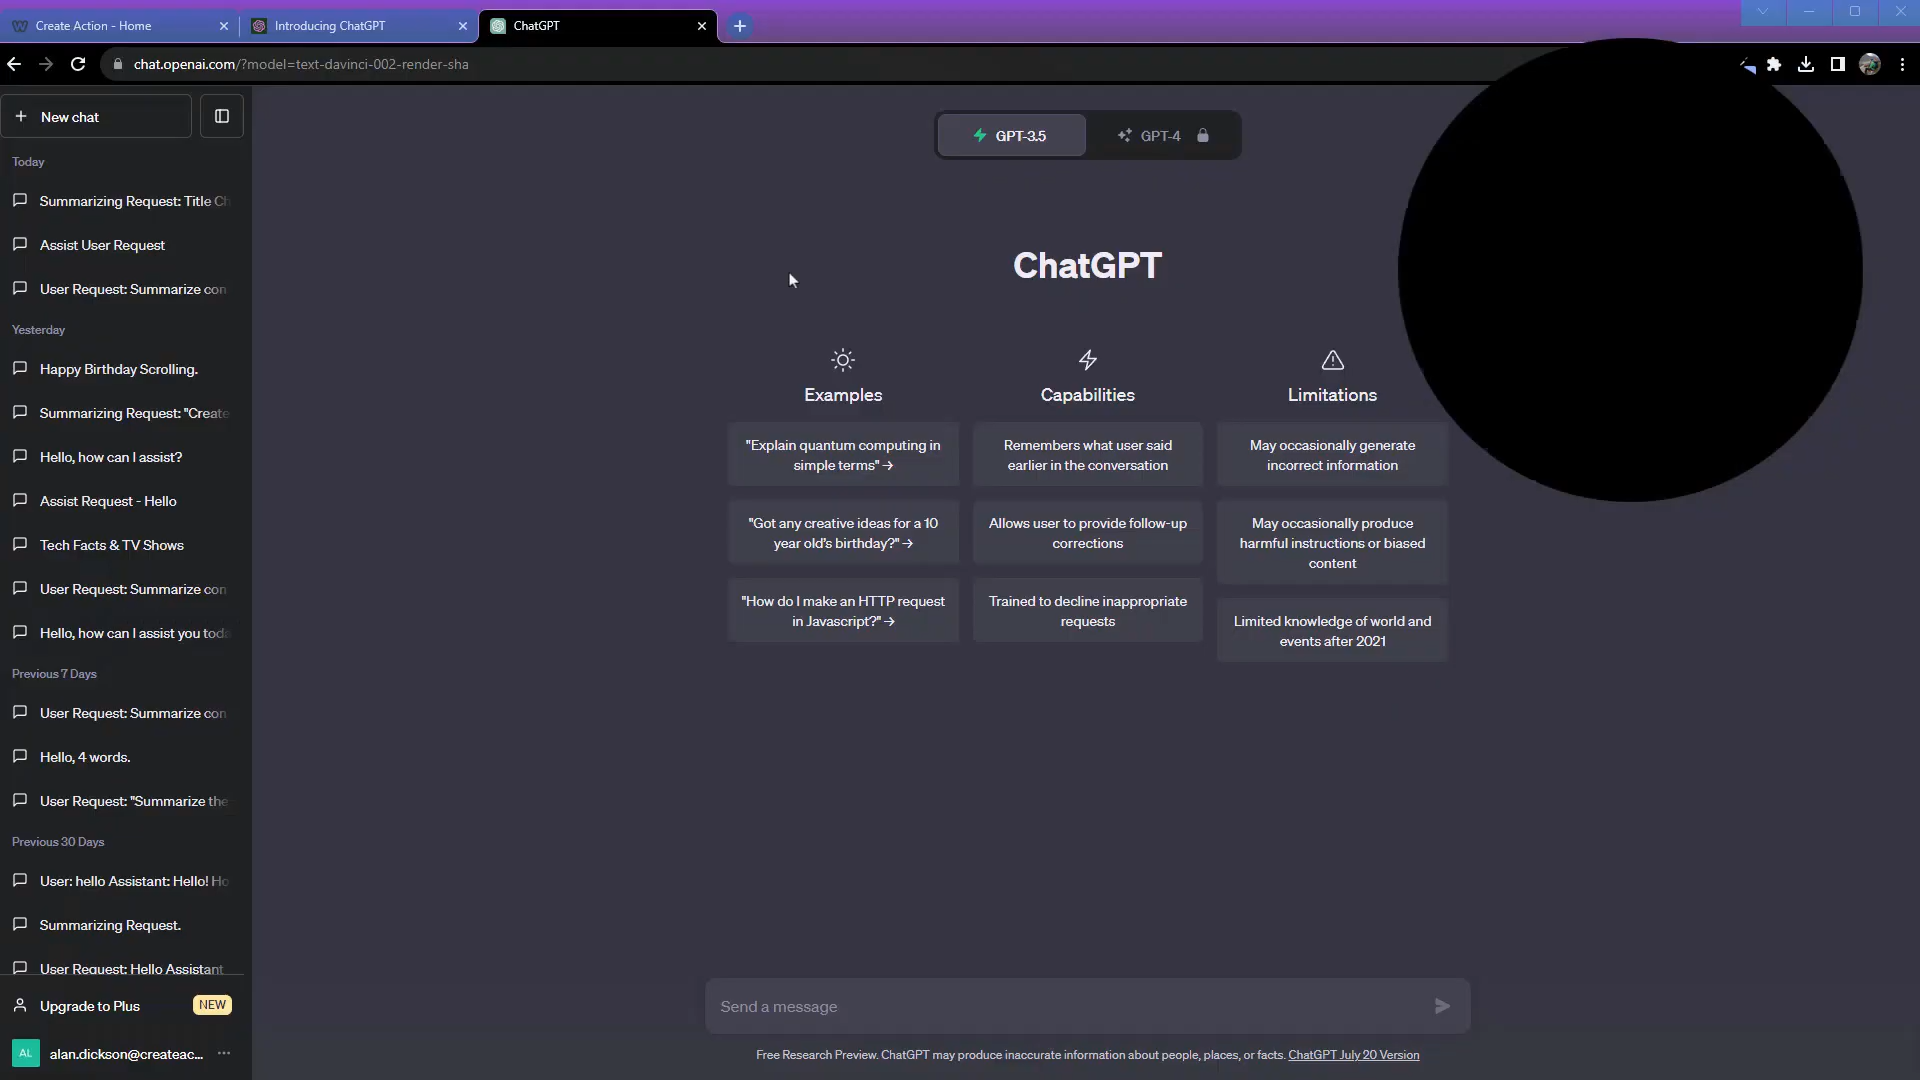 Create Action - Home
Introducing ChatGPT
ChatGPT
chat.openai.com/?model=text-davinci-002-render-sha
New chat
Today
Summarizing Request: Title Ch
Assist User Request
User Request: Summarize con
Yesterday
Happy Birthday Scrolling.
Summarizing Request: "Create
Hello, how can I assist?
Assist Request - Hello
Tech Facts & TV Shows
User Request: Summarize con
Hello, how can I assist you toda
Previous 7 Days
User Request: Summarize con
Hello, 4 words.
User Request: "Summarize the
Previous 30 Days
User: hello Assistant: Hello! Ho
Summarizing Request.
User Request: Hello Assistant
Upgrade to Plus
NEW
AL
alan.dickson@createac...
GPT-3.5
GPT-4
ChatGPT
Examples
"Explain quantum computing in
simple terms" →
"Got any creative ideas for a 10
year old's birthday?" →
"How do I make an HTTP request
in Javascript?" →
Capabilities
Remembers what user said
earlier in the conversation
Allows user to provide follow-up
corrections
Trained to decline inappropriate
requests
Limitations
May occasionally generate
incorrect information
May occasionally produce
harmful instructions or biased
content
Limited knowledge of world and
events after 2021
Send a message
Free Research Preview. ChatGPT may produce inaccurate information about people, places, or facts. ChatGPT July 20 Version